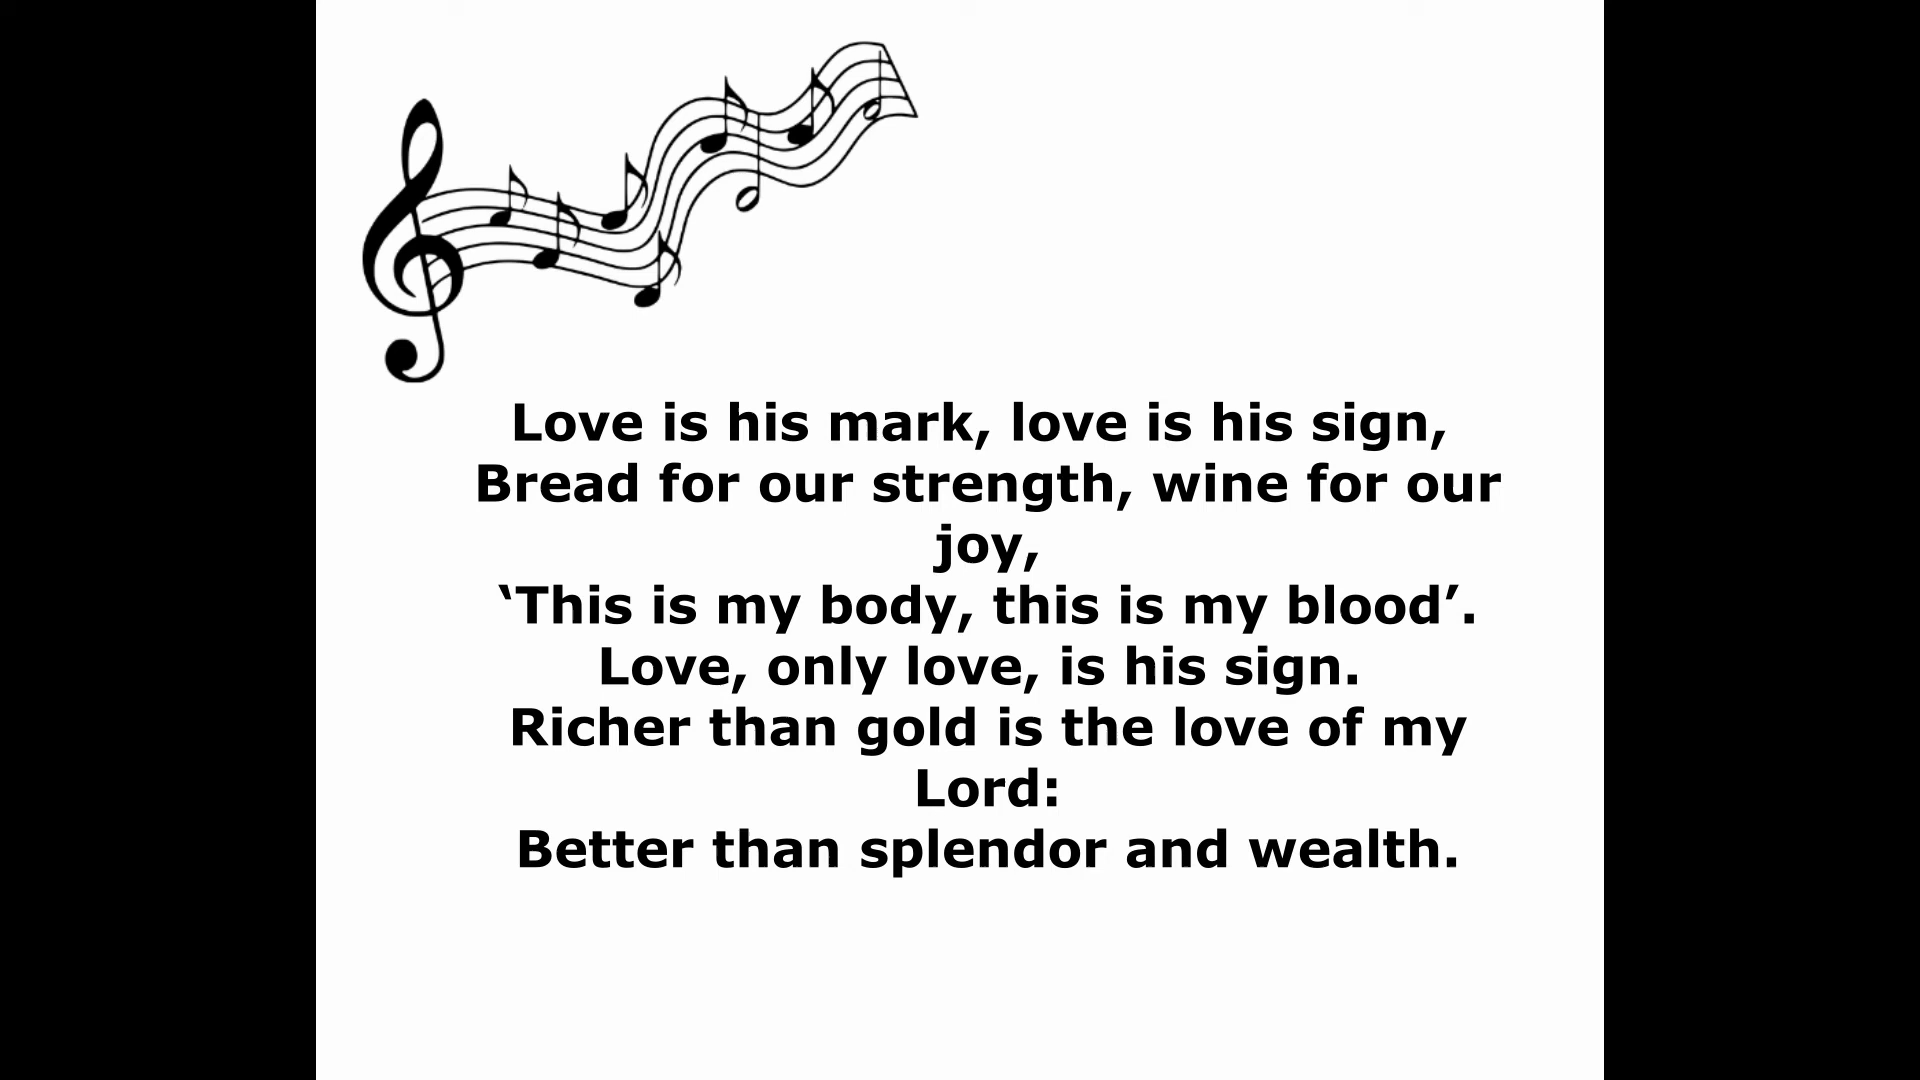 Love is his mark, love is his sign,
Bread for our strength, wine for our
joy,
‘This is my body, this is my blood’.
Love, only love, is his sign.
Richer than gold is the love of my
Lord:
Better than splendor and wealth.